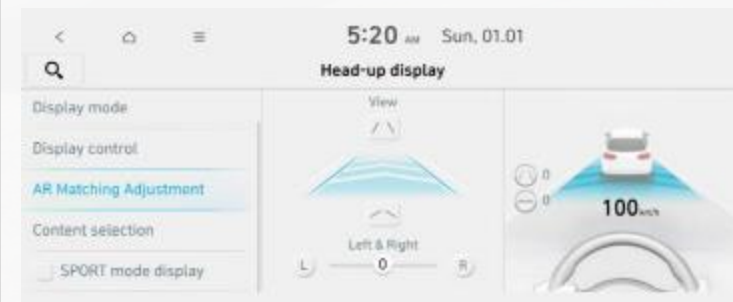 5:20 AM Sun, 01.01
Head-up display
Display mode
Display control
AR Matching Adjustment
Content selection
SPORT mode display
View
Left & Right
L 0 R
0
0
100 km/h